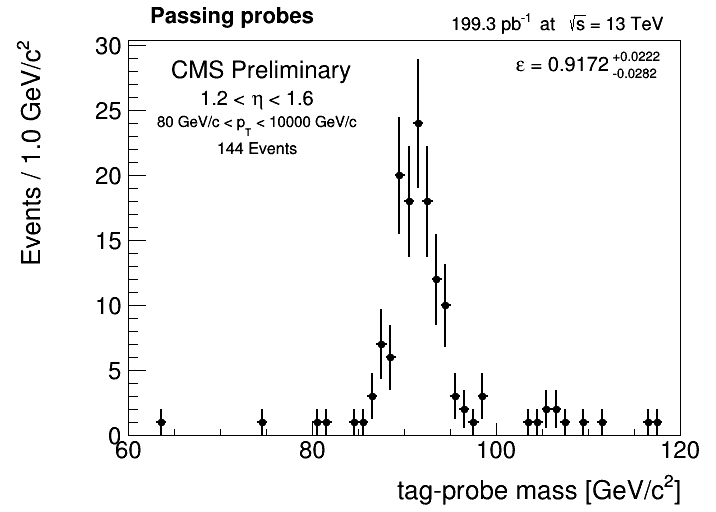 Passing probes
199.3 pb⁻¹ at √s = 13 TeV
CMS Preliminary
1.2 < η < 1.6
80 GeV/c < p_T < 10000 GeV/c
144 Events
ε = 0.9172 +0.0222 -0.0282
Events / 1.0 GeV/c²
30
25
20
15
10
5
0
60 80 100 120
tag-probe mass [GeV/c²]